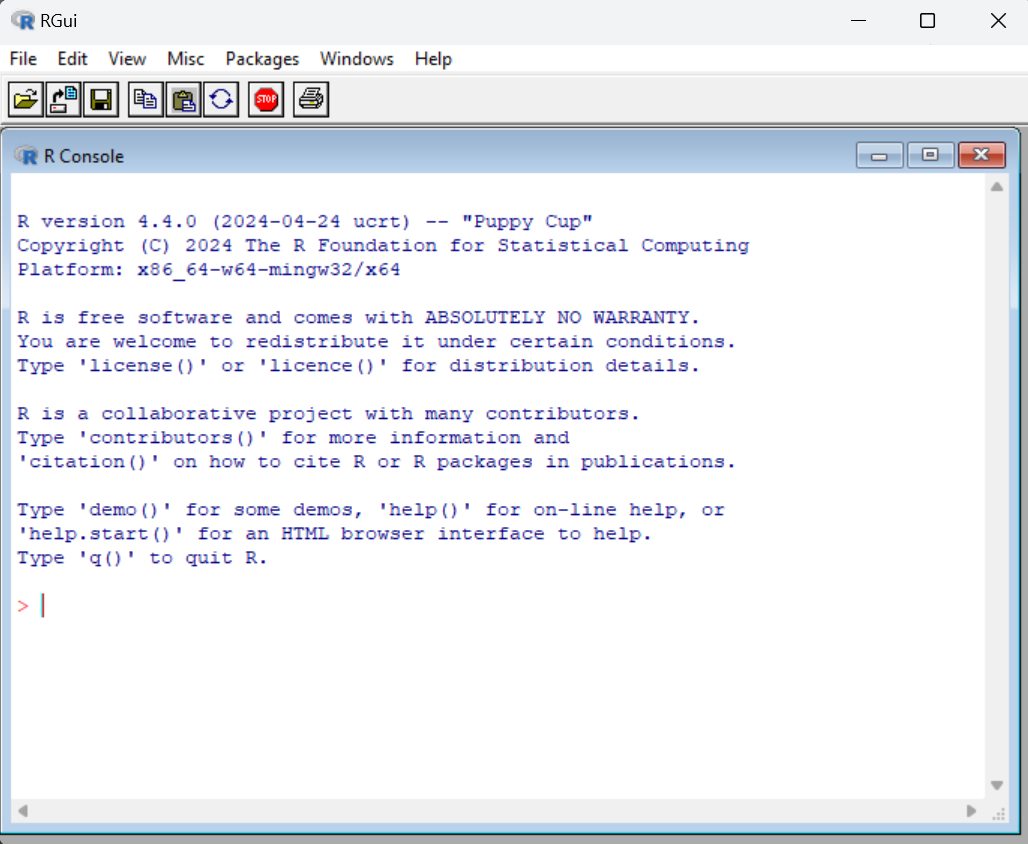 RGui
File Edit View Misc Packages Windows Help
STOP
R Console
R version 4.4.0 (2024-04-24 ucrt) -- "Puppy Cup"
Copyright (C) 2024 The R Foundation for Statistical Computing
Platform: x86_64-w64-mingw32/x64
R is free software and comes with ABSOLUTELY NO WARRANTY.
You are welcome to redistribute it under certain conditions.
Type 'license()' or 'licence()' for distribution details.
R is a collaborative project with many contributors.
Type 'contributors()' for more information and
'citation()' on how to cite R or R packages in publications.
Type 'demo()' for some demos, 'help()' for on-line help, or
'help.start()' for an HTML browser interface to help.
Type 'q()' to quit R.
>